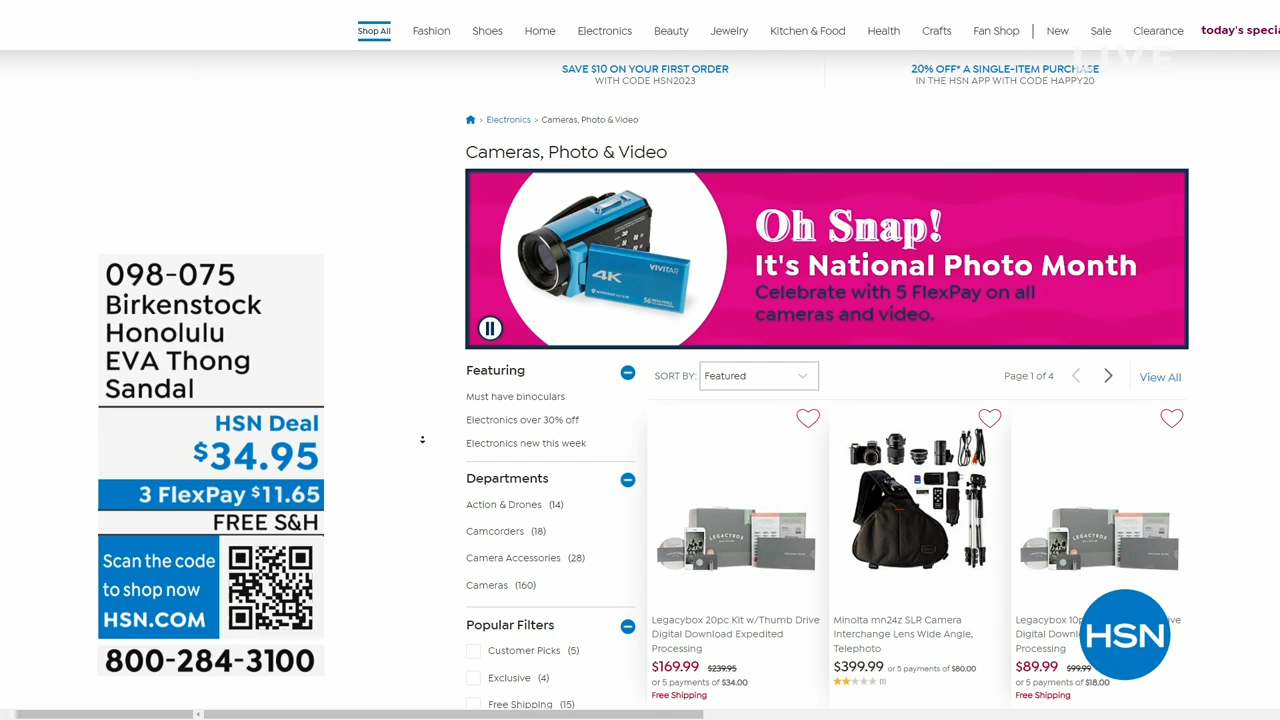 Shop All Fashion Shoes Home Electronics Beauty Jewelry Kitchen & Food Health Crafts Fan Shop New Sale Clearance today's specia
LIVE
SAVE $10 ON YOUR FIRST ORDER
WITH CODE HSN2023
20% OFF* A SINGLE-ITEM PURCHASE
IN THE HSN APP WITH CODE HAPPY20
> Electronics > Cameras, Photo & Video
Cameras, Photo & Video
4K
VIVITAR
Oh Snap!
It's National Photo Month
Celebrate with 5 FlexPay on all
cameras and video.
098-075
Birkenstock
Honolulu
EVA Thong
Sandal
HSN Deal
$34.95
3 FlexPay $11.65
FREE S&H
Scan the code
to shop now
HSN.COM
800-284-3100
Featuring
Must have binoculars
Electronics over 30% off
Electronics new this week
Departments
Action & Drones (14)
Camcorders (18)
Camera Accessories (28)
Cameras (160)
Popular Filters
Customer Picks (5)
Exclusive (4)
Free Shipping (15)
SORT BY: Featured
Page 1 of 4
View All
LEGACYBOX
Legacybox 20pc Kit w/Thumb Drive
Digital Download Expedited
Processing
$169.99 $239.95
or 5 payments of $34.00
Free Shipping
Minolta mn24z SLR Camera
Interchange Lens Wide Angle,
Telephoto
$399.99 or 5 payments of $80.00
(1)
LEGACYBOX
Legacybox 10p
Digital Downl
Processing
$89.99 $99.99
or 5 payments of $18.00
Free Shipping
HSN